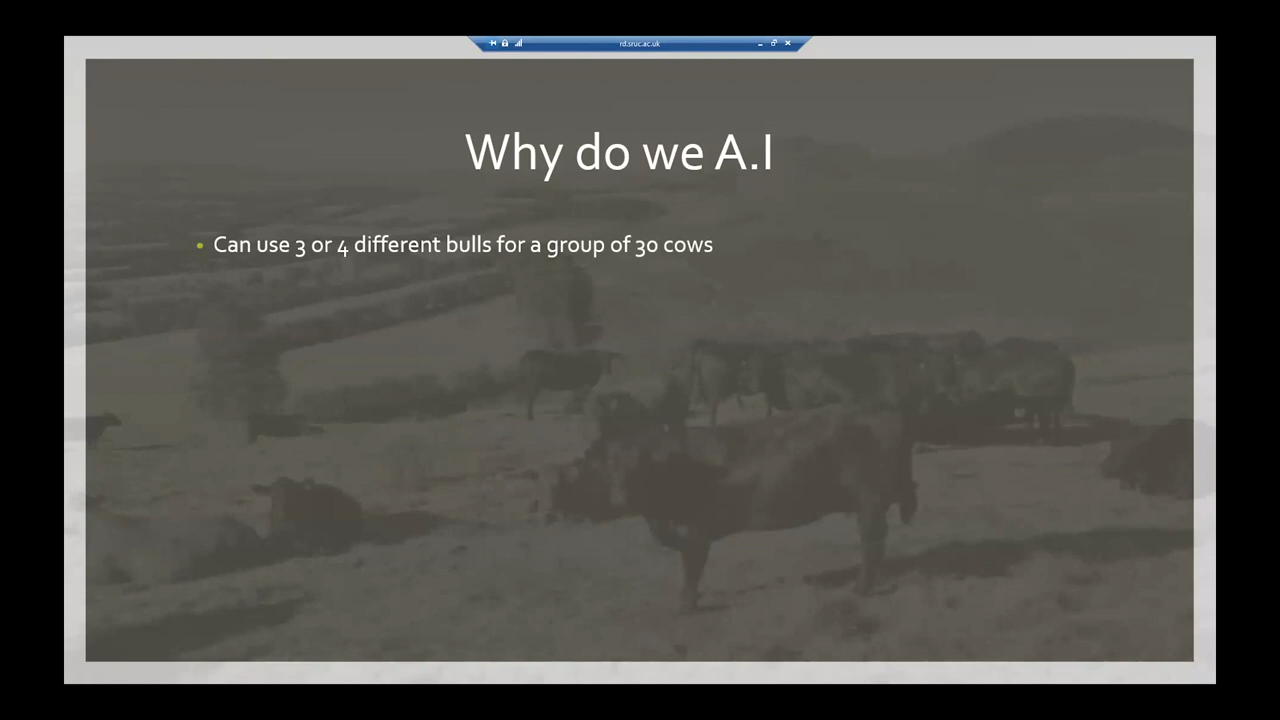 rd.sruc.ac.uk
Why do we A.I
Can use 3 or 4 different bulls for a group of 30 cows